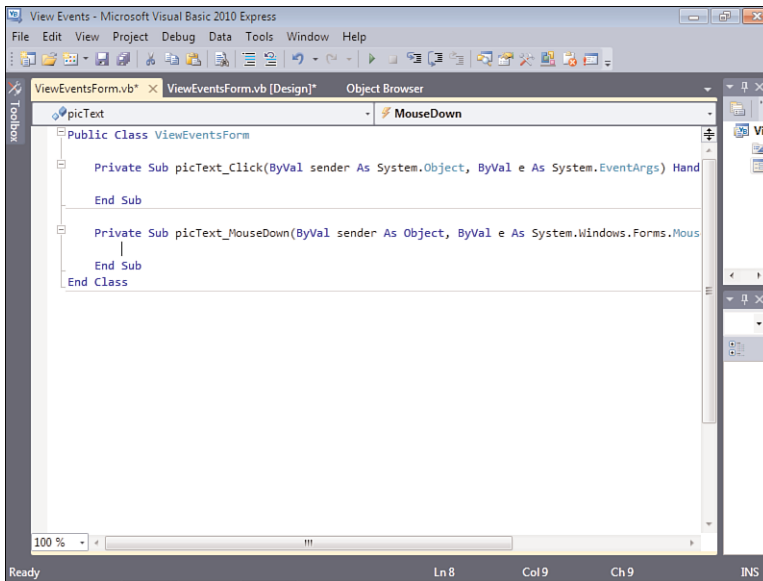 View Events - Microsoft Visual Basic 2010 Express
File Edit View Project Debug Data Tools Window Help
ViewEventsForm.vb* ViewEventsForm.vb [Design]* Object Browser
Toolbox
picText MouseDown
Public Class ViewEventsForm
Private Sub picText_Click(ByVal sender As System.Object, ByVal e As System.EventArgs) Hand
End Sub
Private Sub picText_MouseDown(ByVal sender As Object, ByVal e As System.Windows.Forms.Mous
End Sub
End Class
Vi
100 %
Ready Ln 8 Col 9 Ch 9 INS